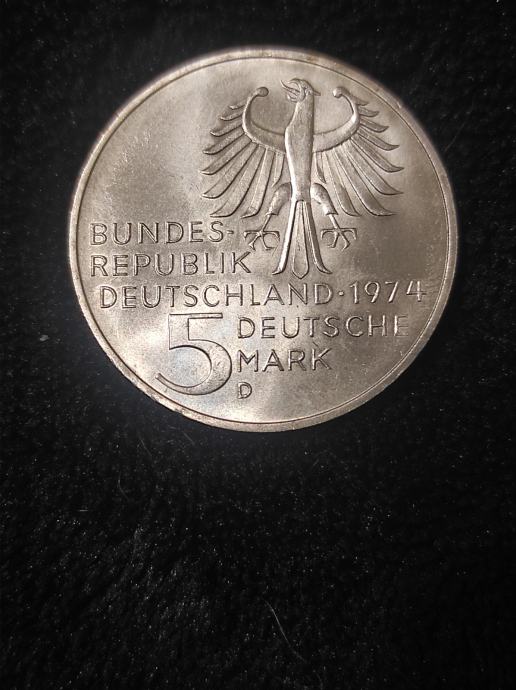 BUNDES-
REPUBLIK
DEUTSCHLAND·1974
5 DEUTSCHE
MARK
D